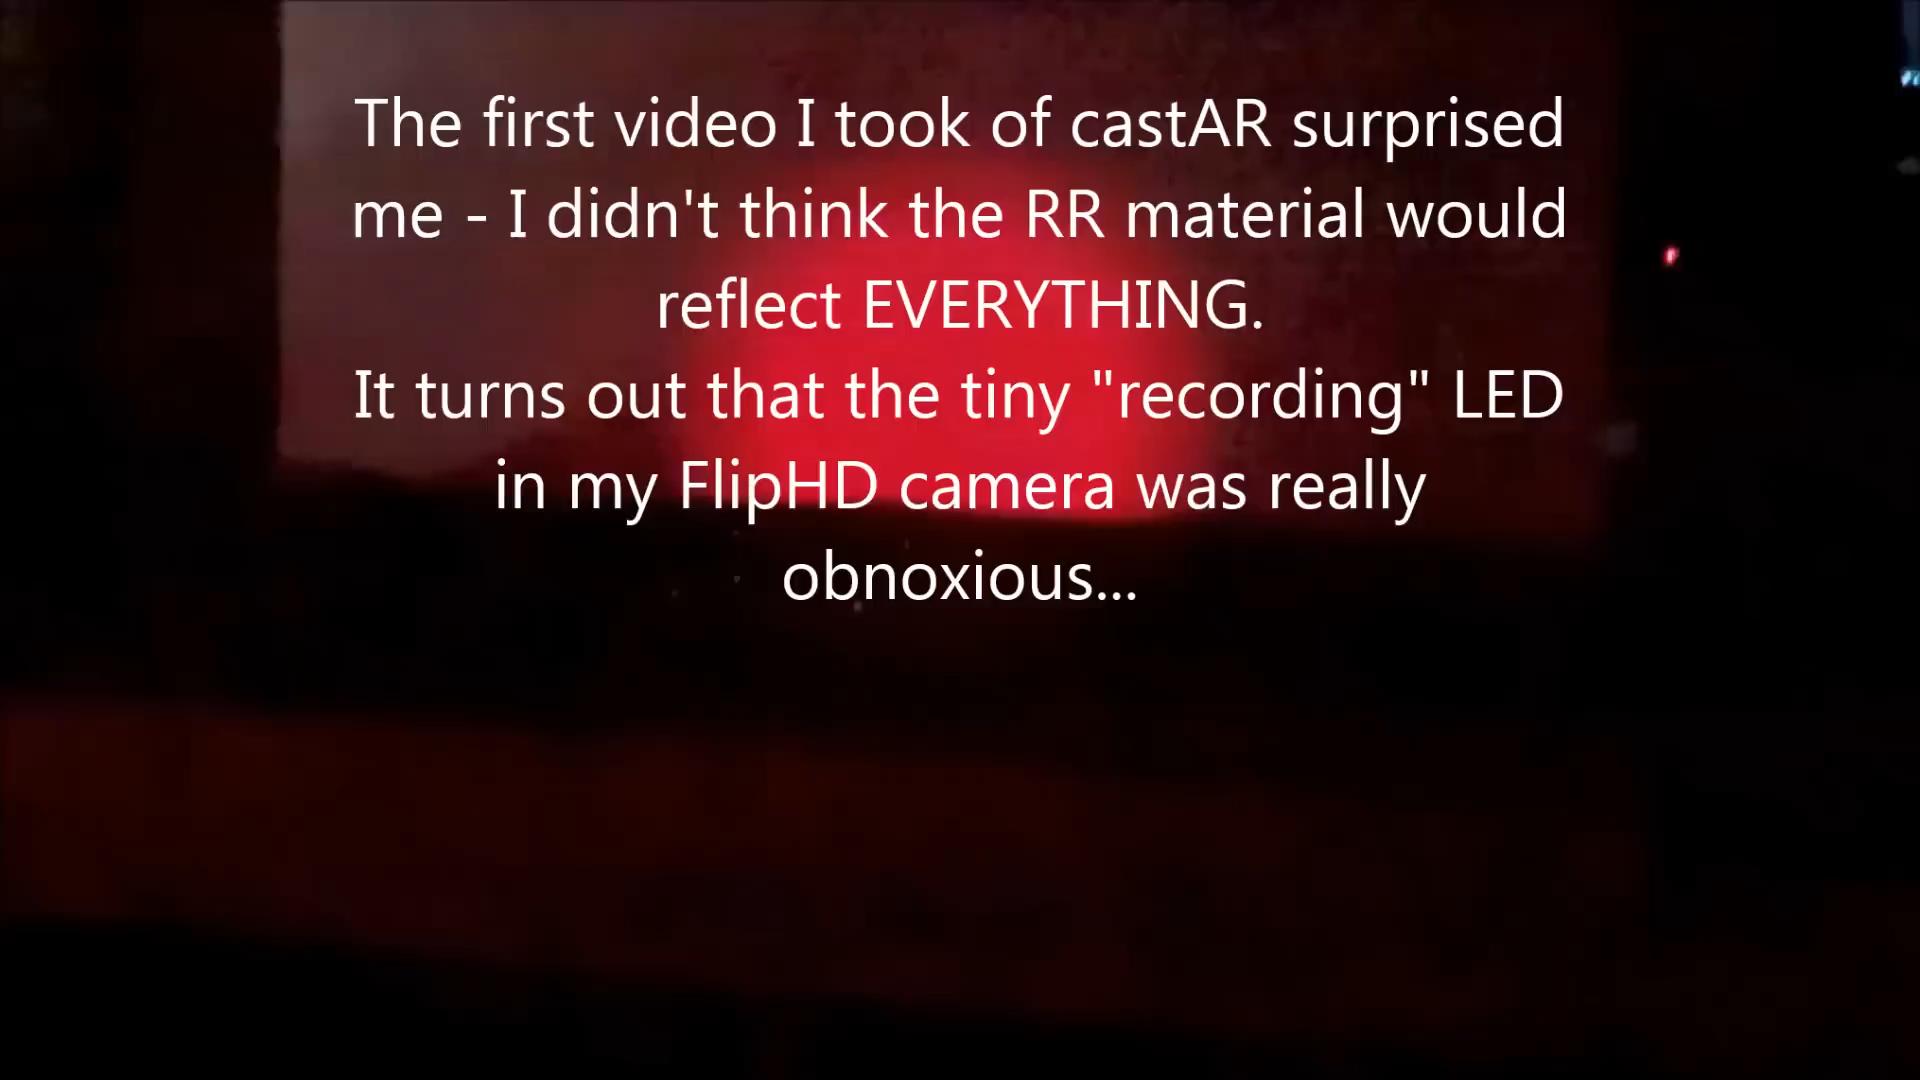 The first video I took of castAR surprised
me - I didn't think the RR material would
reflect EVERYTHING.
It turns out that the tiny "recording" LED
in my FlipHD camera was really
obnoxious...